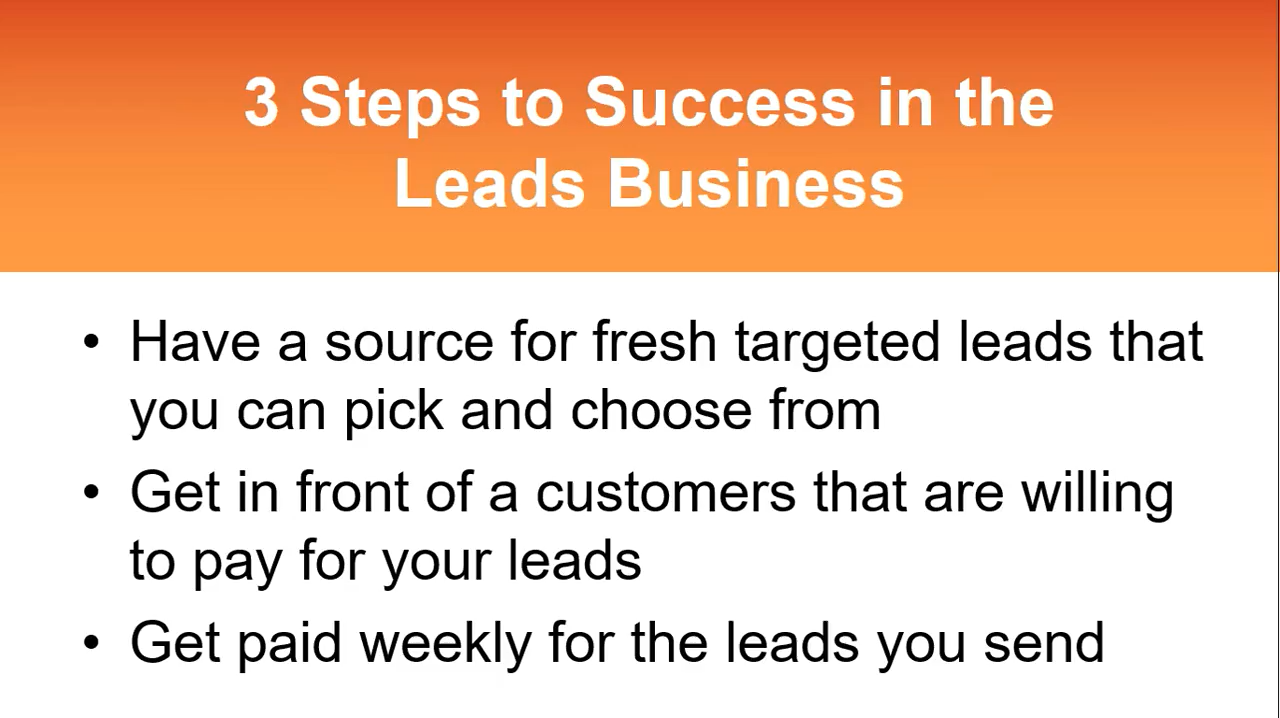 3 Steps to Success in the
Leads Business
• Have a source for fresh targeted leads that
you can pick and choose from
• Get in front of a customers that are willing
to pay for your leads
• Get paid weekly for the leads you send